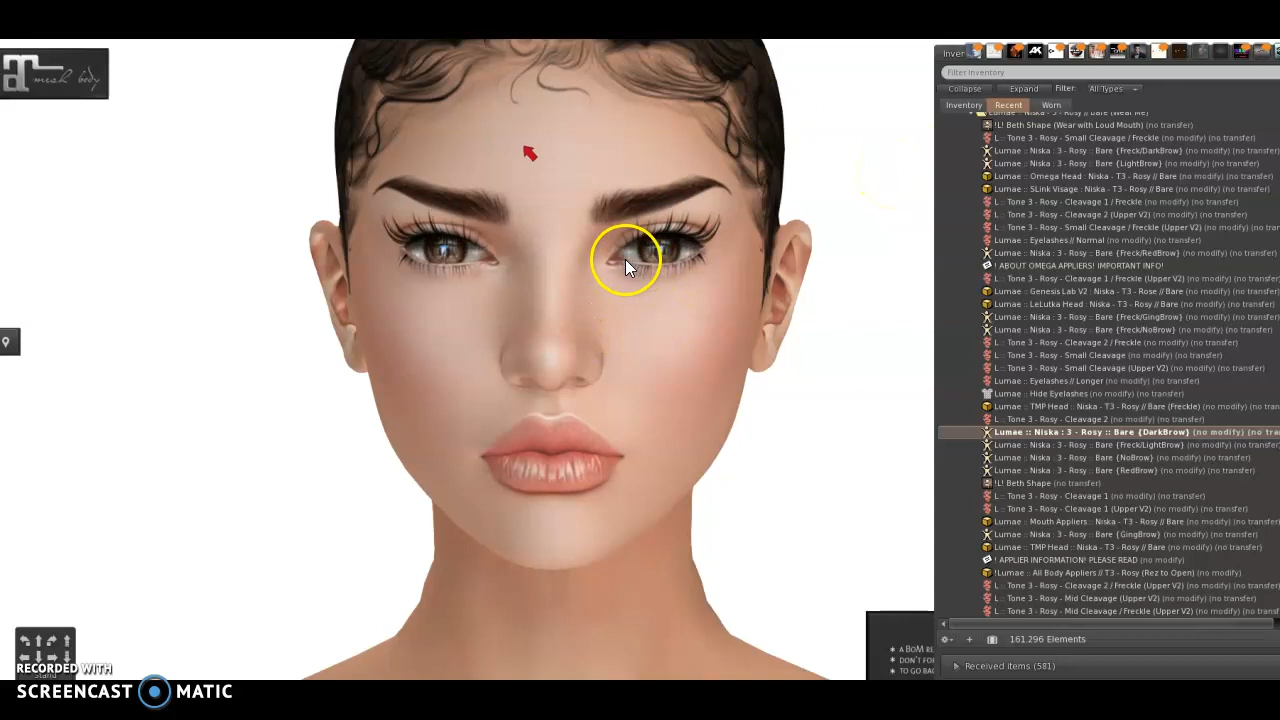 mesh body
Inver
Filter Inventory
Collapse Expand Filter: All Types
Inventory Recent Worn
Lumae :: Niska - 3 - Rosy // Bare (Wear Me)
!L! Beth Shape (Wear with Loud Mouth) (no transfer)
L :: Tone 3 - Rosy - Small Cleavage / Freckle (no modify) (no transfer)
Lumae :: Niska : 3 - Rosy :: Bare {Freck/DarkBrow} (no modify) (no transfer)
Lumae :: Niska : 3 - Rosy :: Bare {LightBrow} (no modify) (no transfer)
Lumae :: Omega Head : Niska - T3 - Rosy // Bare (no modify) (no transfer)
Lumae :: SLink Visage : Niska - T3 - Rosy // Bare (no modify) (no transfer)
L :: Tone 3 - Rosy - Cleavage 1 / Freckle (no modify) (no transfer)
L :: Tone 3 - Rosy - Cleavage 2 (Upper V2) (no modify) (no transfer)
L :: Tone 3 - Rosy - Small Cleavage / Freckle (Upper V2) (no modify) (no transfer)
Lumae :: Eyelashes // Normal (no modify) (no transfer)
Lumae :: Niska : 3 - Rosy :: Bare {Freck/RedBrow} (no modify) (no transfer)
! ABOUT OMEGA APPLIERS! IMPORTANT INFO!
L :: Tone 3 - Rosy - Cleavage 1 / Freckle (Upper V2) (no modify) (no transfer)
Lumae :: Genesis Lab V2 : Niska - T3 - Rose // Bare (no modify) (no transfer)
Lumae :: LeLutka Head : Niska - T3 - Rosy // Bare (no modify) (no transfer)
Lumae :: Niska : 3 - Rosy :: Bare {Freck/GingBrow} (no modify) (no transfer)
Lumae :: Niska : 3 - Rosy :: Bare {Freck/NoBrow} (no modify) (no transfer)
L :: Tone 3 - Rosy - Cleavage 2 / Freckle (no modify) (no transfer)
L :: Tone 3 - Rosy - Small Cleavage (no modify) (no transfer)
L :: Tone 3 - Rosy - Small Cleavage (Upper V2) (no modify) (no transfer)
Lumae :: Eyelashes // Longer (no modify) (no transfer)
Lumae :: Hide Eyelashes (no modify) (no transfer)
Lumae :: TMP Head :: Niska - T3 - Rosy // Bare (Freckle) (no modify) (no transfer)
L :: Tone 3 - Rosy - Cleavage 2 (no modify) (no transfer)
Lumae :: Niska : 3 - Rosy :: Bare {DarkBrow} (no modify) (no tra
Lumae :: Niska : 3 - Rosy :: Bare {Freck/LightBrow} (no modify) (no transfer)
Lumae :: Niska : 3 - Rosy :: Bare {NoBrow} (no modify) (no transfer)
Lumae :: Niska : 3 - Rosy :: Bare {RedBrow} (no modify) (no transfer)
!L! Beth Shape (no transfer)
L :: Tone 3 - Rosy - Cleavage 1 (no modify) (no transfer)
L :: Tone 3 - Rosy - Cleavage 1 (Upper V2) (no modify) (no transfer)
Lumae :: Mouth Appliers :: Niska - T3 - Rosy // Bare (no modify) (no transfer)
Lumae :: Niska : 3 - Rosy :: Bare {GingBrow} (no modify) (no transfer)
Lumae :: TMP Head :: Niska - T3 - Rosy // Bare (no modify) (no transfer)
! APPLIER INFORMATION! PLEASE READ (no modify)
!Lumae :: All Body Appliers // T3 - Rosy (Rez to Open) (no modify)
L :: Tone 3 - Rosy - Cleavage 2 / Freckle (Upper V2) (no modify) (no transfer)
L :: Tone 3 - Rosy - Mid Cleavage (Upper V2) (no modify) (no transfer)
L :: Tone 3 - Rosy - Mid Cleavage / Freckle (Upper V2) (no modify) (no transfer)
161.296 Elements
Received items (581)
* A BOM RE
* DON'T FO
* TO GO BAC
Stand
RECORDED WITH
SCREENCAST MATIC